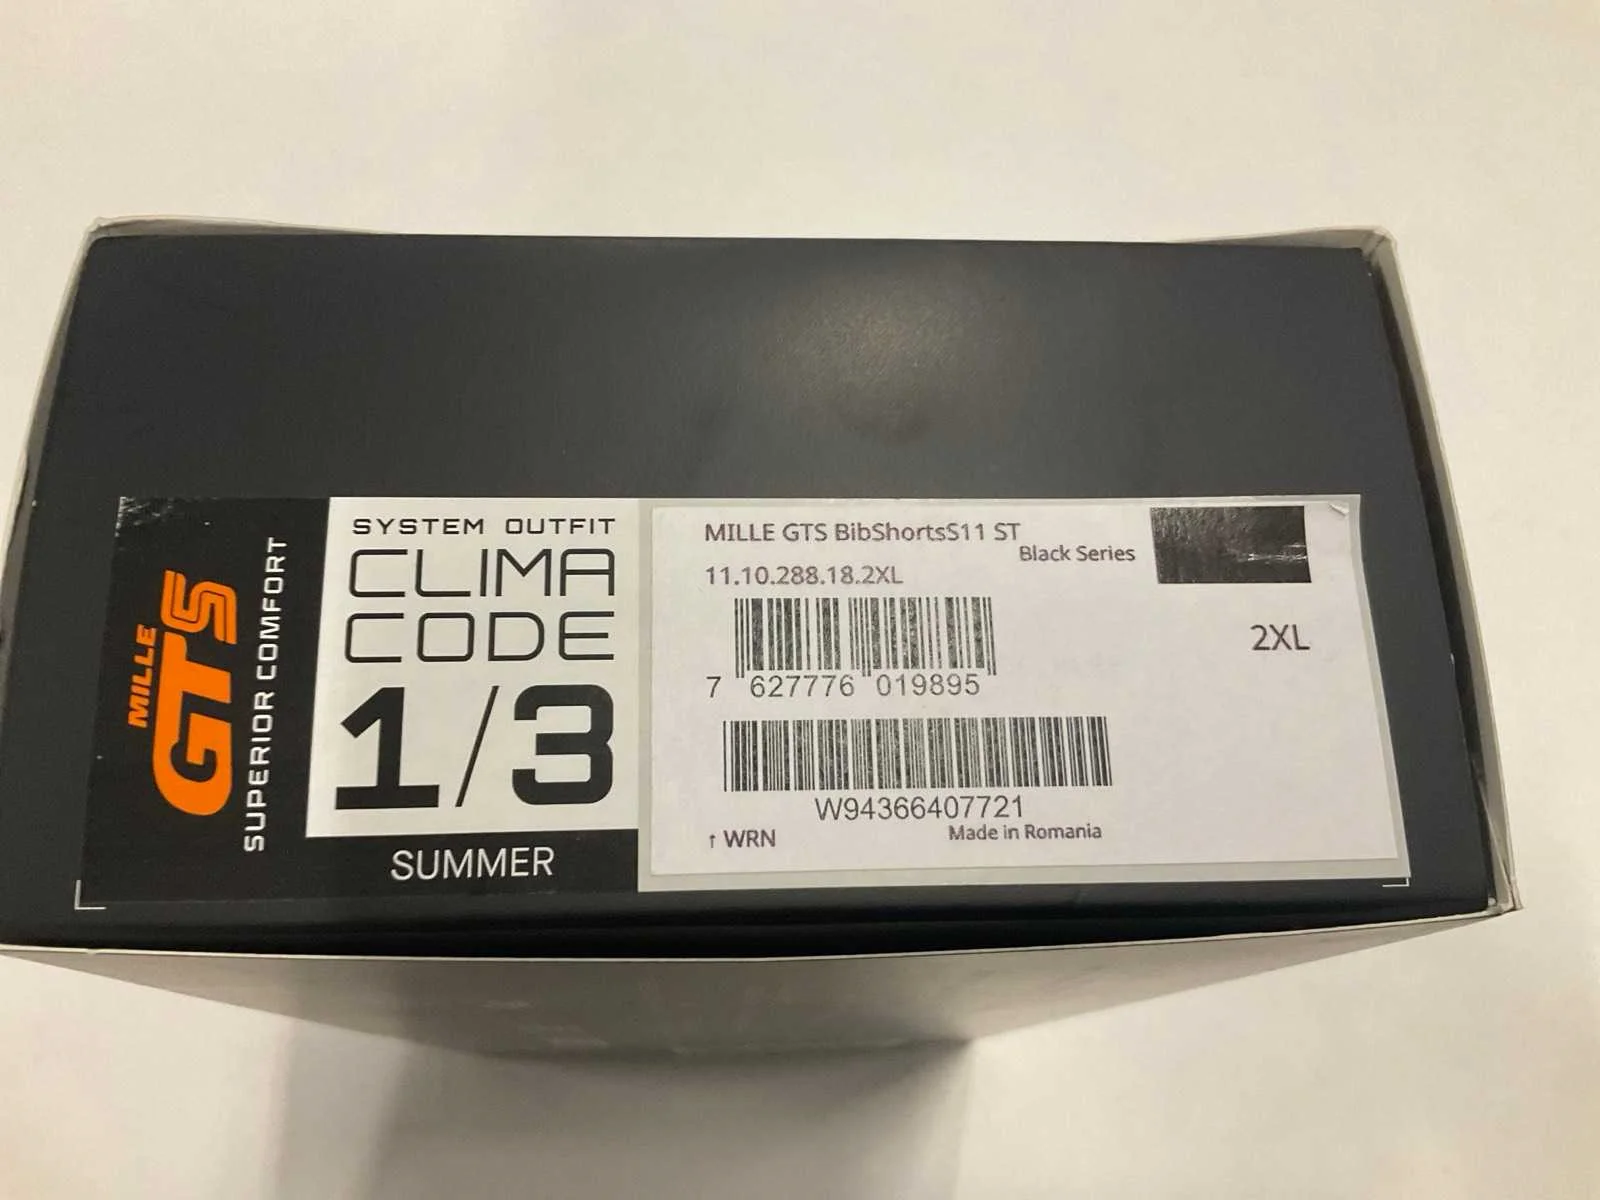 MILLE
GTS
SUPERIOR COMFORT
SYSTEM OUTFIT
CLIMA
CODE
1/3
SUMMER
MILLE GTS BibShortsS11 ST
Black Series
11.10.288.18.2XL
2XL
7 627776 019895
W94366407721
↑ WRN
Made in Romania